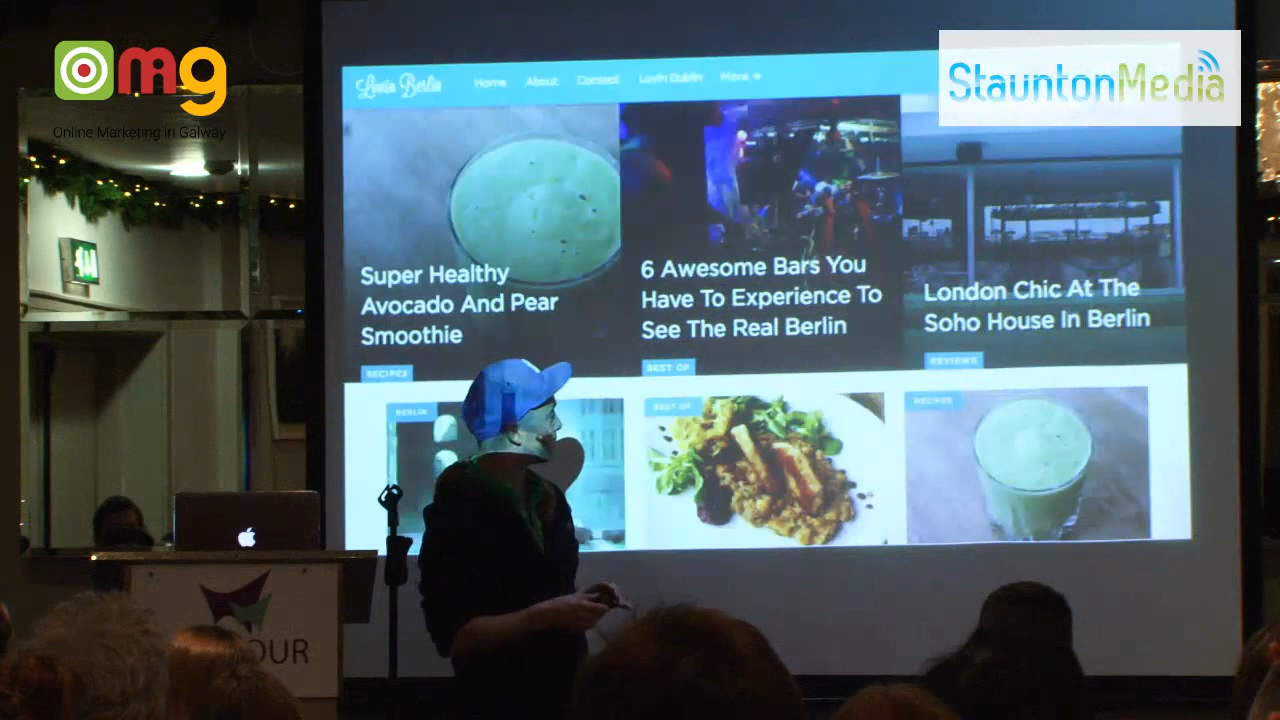 OMiG
Online Marketing in Galway
StauntonMedia
Lovin Berlin
Home About Contact Lovin Dublin More
Super Healthy
Avocado And Pear
Smoothie
RECIPES
6 Awesome Bars You
Have To Experience To
See The Real Berlin
BEST OF
London Chic At The
Soho House In Berlin
REVIEWS
BERLIN
BEST OF
RECIPES
OUR